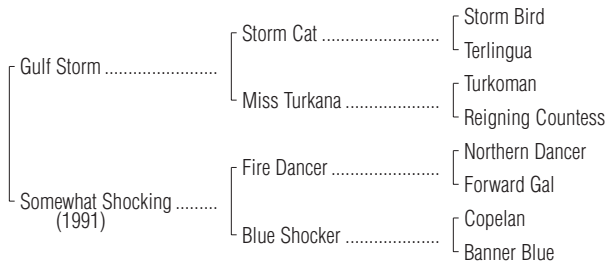 Storm Bird
Storm Cat ........................
Terlingua
Gulf Storm .......................
Turkoman
Miss Turkana ...................
Reigning Countess
Northern Dancer
Fire Dancer ......................
Forward Gal
Somewhat Shocking .........
(1991)
Copelan
Blue Shocker ...................
Banner Blue